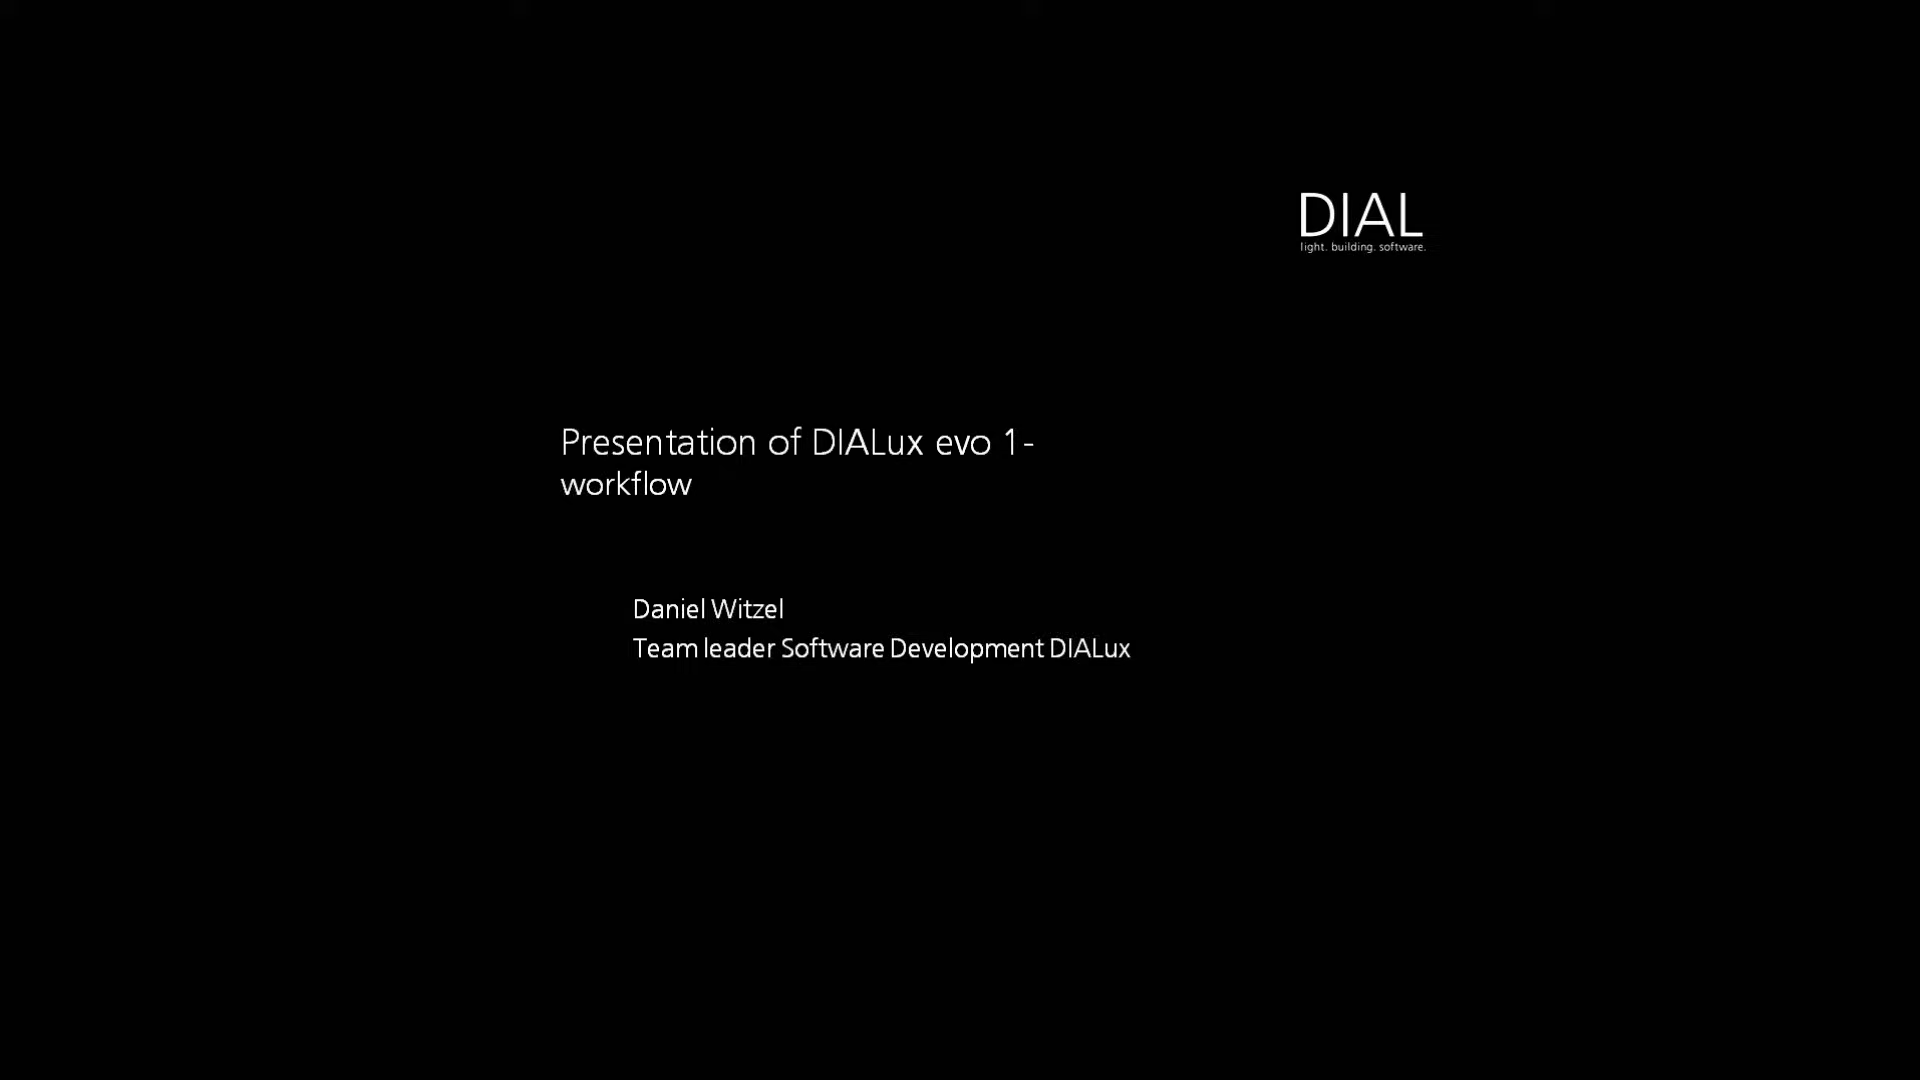 DIAL
light. building. software.
Presentation of DIALux evo 1-
workflow
Daniel Witzel
Team leader Software Development DIALux